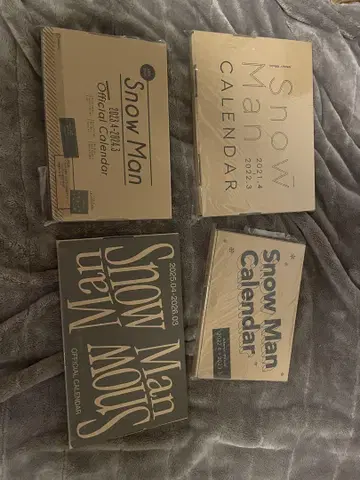 Snow Man
2023.4-2024.3
Official Calendar
Snow
Man
CALENDAR
2021.4
2022.3
2025.04-2026.03
Snow Man
Snow Man
OFFICIAL CALENDAR
Snow Man
Calendar